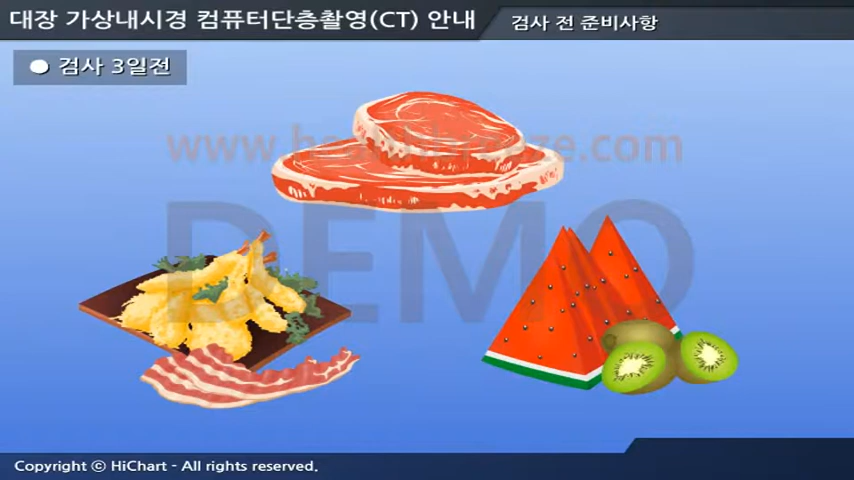 대장 가상내시경 컴퓨터단층촬영(CT) 안내
검사 전 준비사항
● 검사 3일전
DEMO
Copyright ⓒ HiChart - All rights reserved.